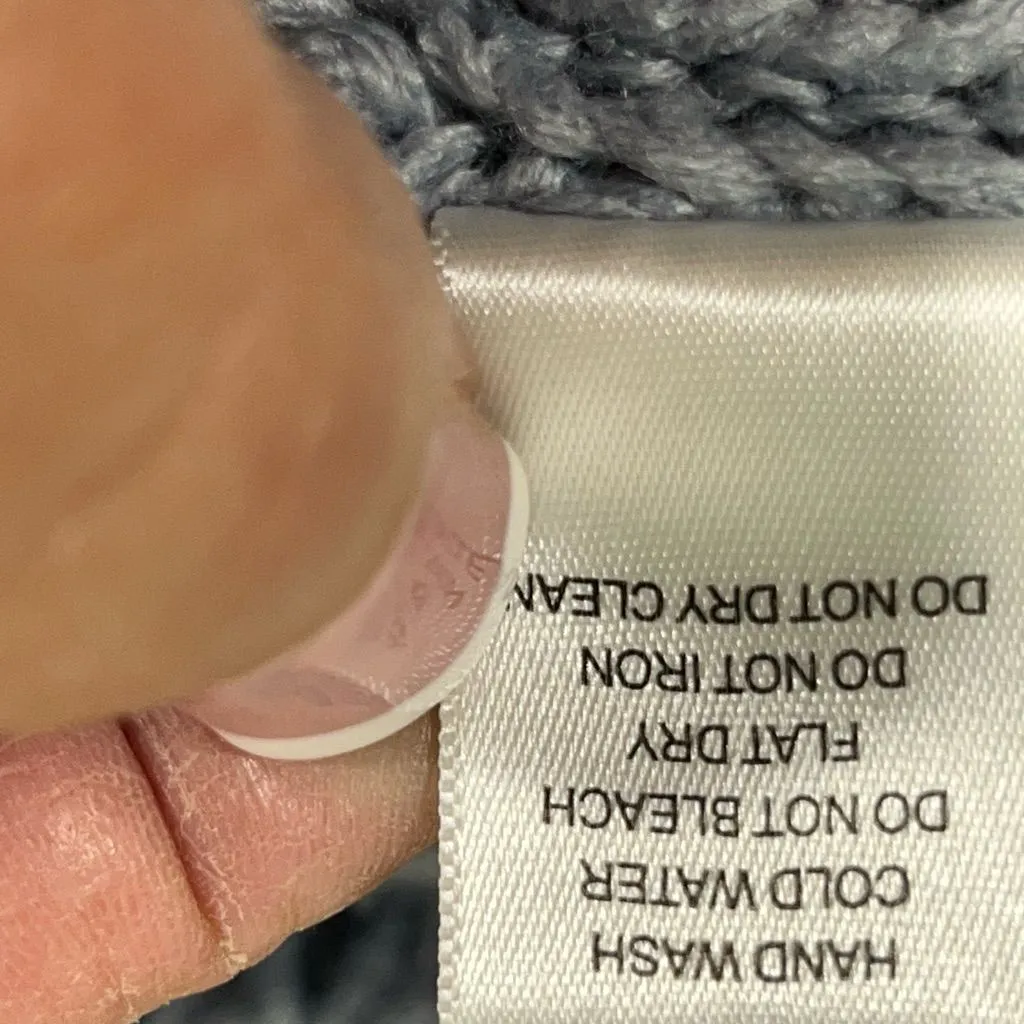 HAND WASH
COLD WATER
DO NOT BLEACH
FLAT DRY
DO NOT IRON
DO NOT DRY CLEAN